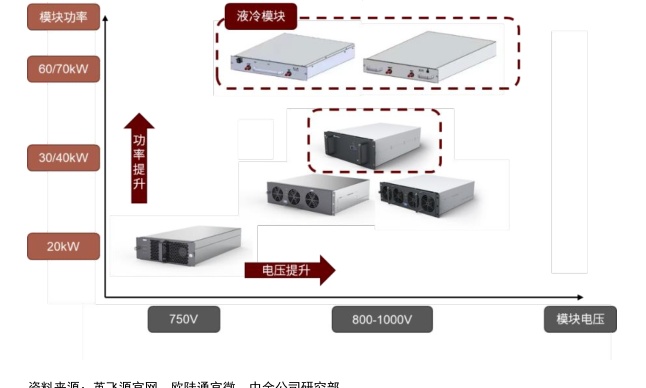 模块功率
液冷模块
60/70kW
功率提升
30/40kW
20kW
电压提升
750V
800-1000V
模块电压
资料来源：英飞源官网，欧陆通官微，中金公司研究部